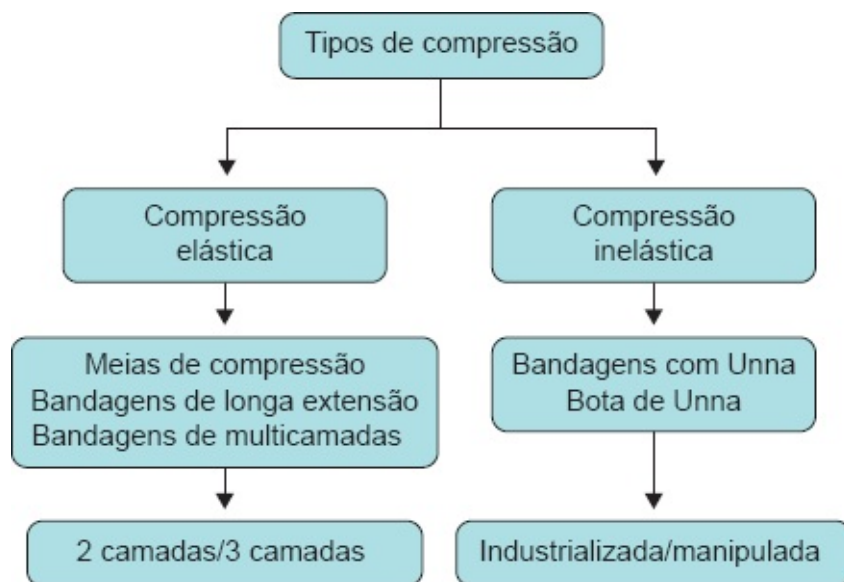 Tipos de compressão
Compressão
elástica
Compressão
inelástica
Meias de compressão
Bandagens de longa extensão
Bandagens de multicamadas
Bandagens com Unna
Bota de Unna
2 camadas/3 camadas
Industrializada/manipulada